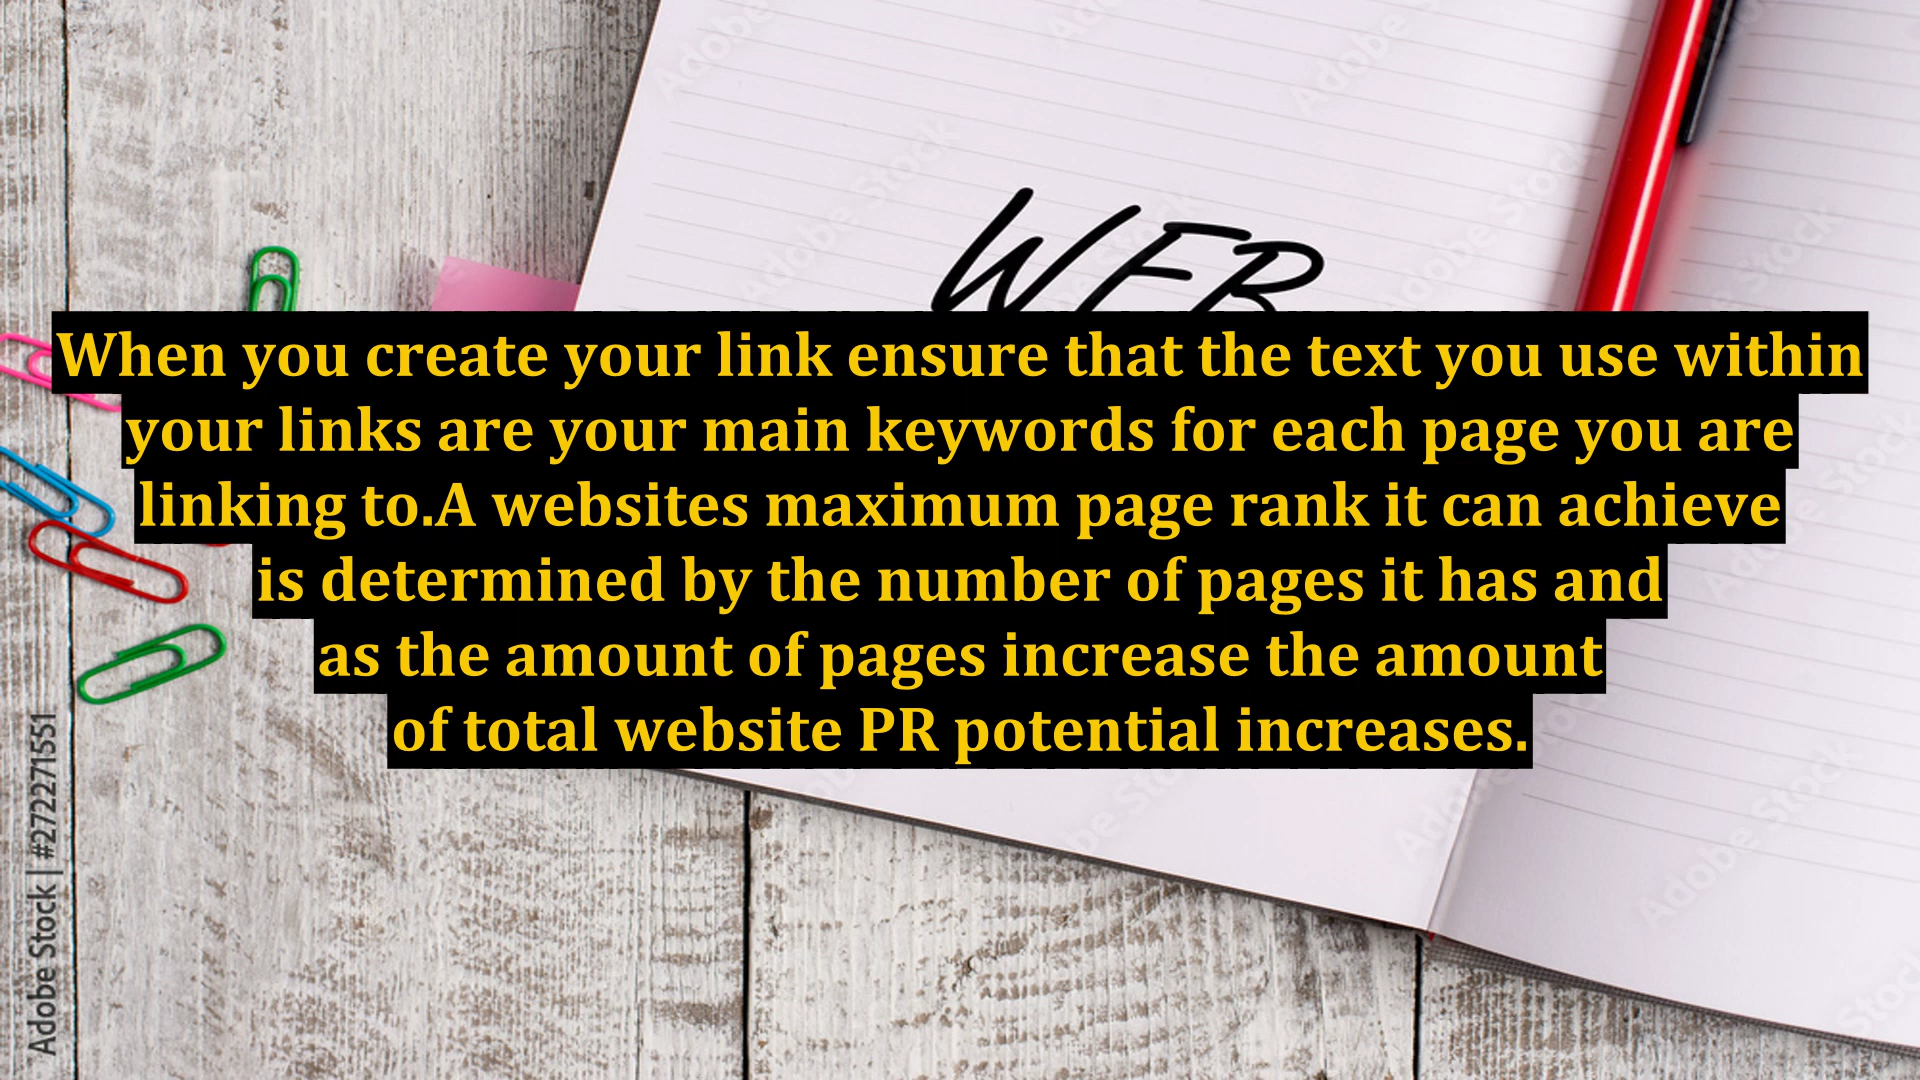 WEB
When you create your link ensure that the text you use within
your links are your main keywords for each page you are
linking to.A websites maximum page rank it can achieve
is determined by the number of pages it has and
as the amount of pages increase the amount
of total website PR potential increases.
Adobe Stock | #272271551
Adobe Stock